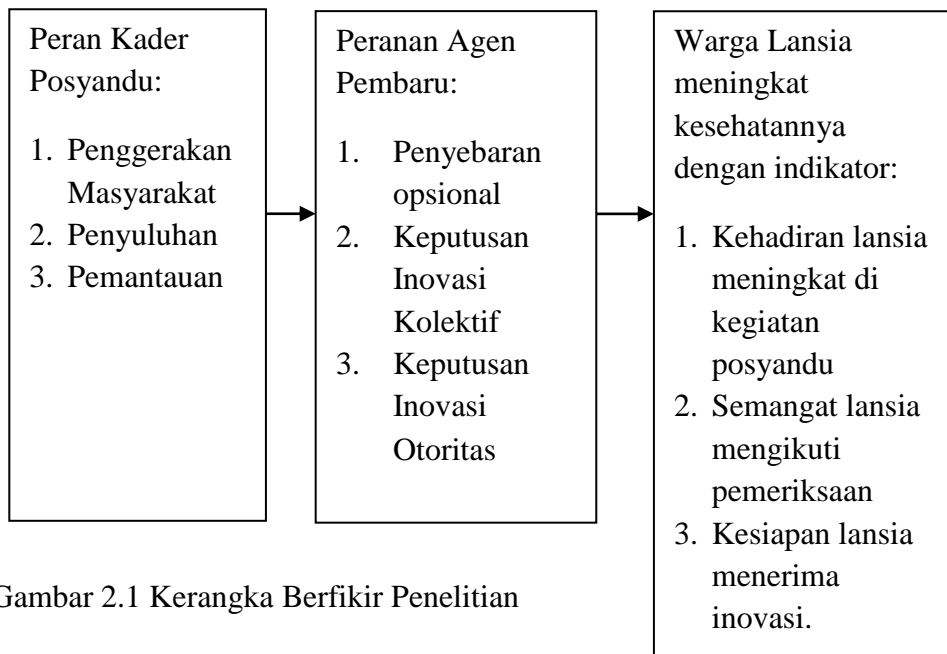 Peran Kader
Posyandu:
1. Penggerakan
Masyarakat
2. Penyuluhan
3. Pemantauan
Peranan Agen
Pembaru:
1. Penyebaran
opsional
2. Keputusan
Inovasi
Kolektif
3. Keputusan
Inovasi
Otoritas
Warga Lansia
meningkat
kesehatannya
dengan indikator:
1. Kehadiran lansia
meningkat di
kegiatan
posyandu
2. Semangat lansia
mengikuti
pemeriksaan
3. Kesiapan lansia
menerima
inovasi.
Gambar 2.1 Kerangka Berfikir Penelitian